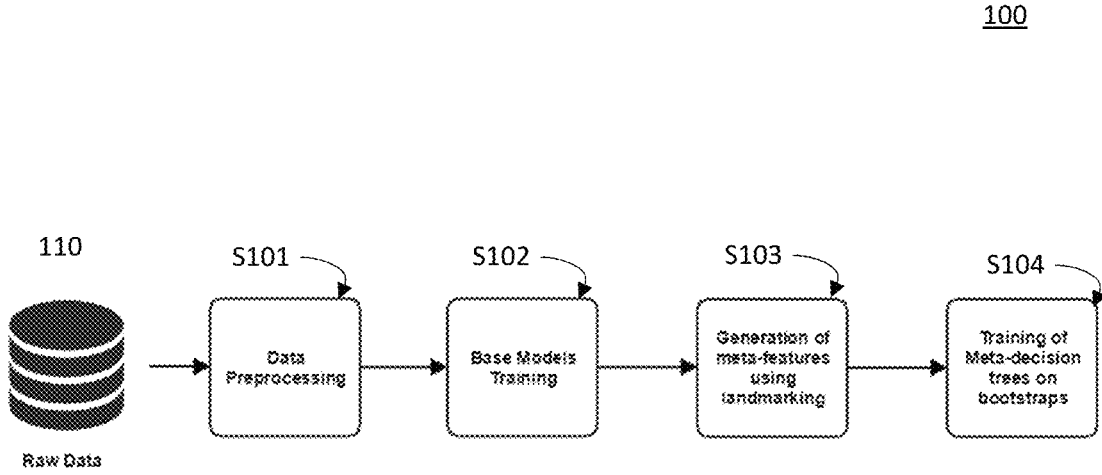 100
110
S101
S102
S103
S104
Data
Preprocessing
Base Models
Training
Generation of
meta-features
using
landmarking
Training of
Meta-decision
trees on
bootstraps
Raw Data